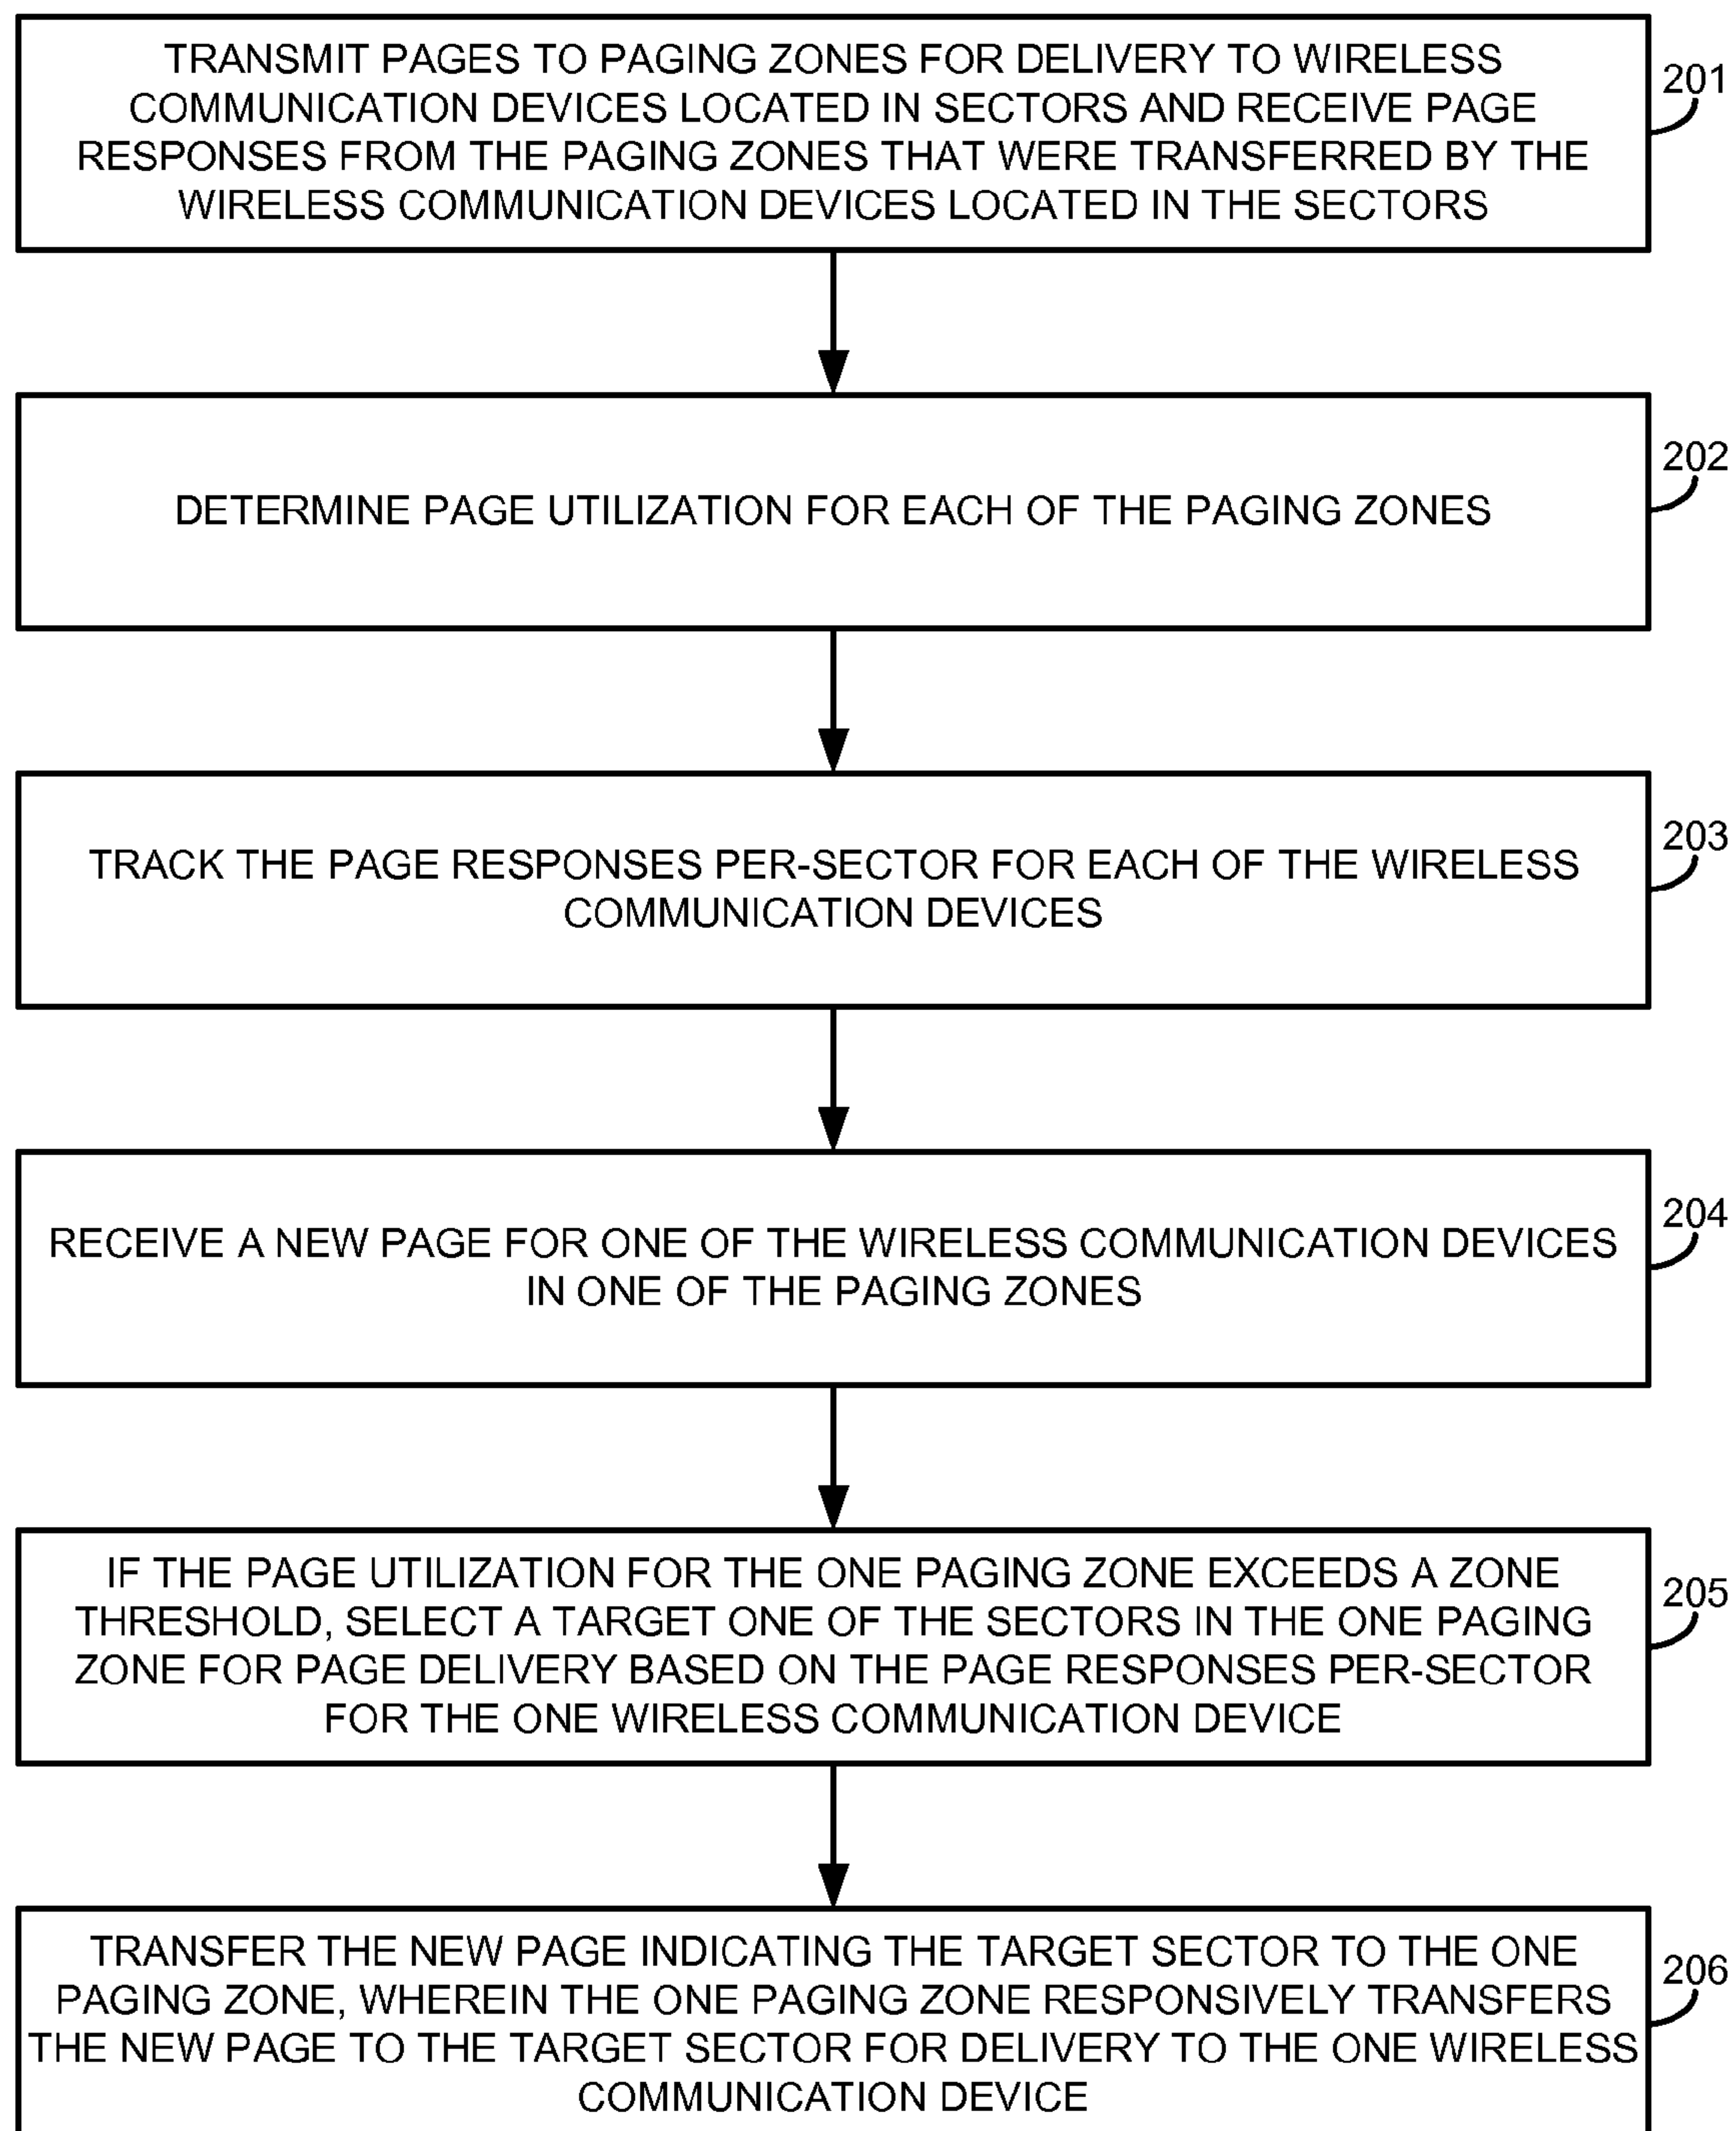 TRANSMIT PAGES TO PAGING ZONES FOR DELIVERY TO WIRELESS
COMMUNICATION DEVICES LOCATED IN SECTORS AND RECEIVE PAGE
RESPONSES FROM THE PAGING ZONES THAT WERE TRANSFERRED BY THE
WIRELESS COMMUNICATION DEVICES LOCATED IN THE SECTORS
201
DETERMINE PAGE UTILIZATION FOR EACH OF THE PAGING ZONES
202
TRACK THE PAGE RESPONSES PER-SECTOR FOR EACH OF THE WIRELESS
COMMUNICATION DEVICES
203
RECEIVE A NEW PAGE FOR ONE OF THE WIRELESS COMMUNICATION DEVICES
IN ONE OF THE PAGING ZONES
204
IF THE PAGE UTILIZATION FOR THE ONE PAGING ZONE EXCEEDS A ZONE
THRESHOLD, SELECT A TARGET ONE OF THE SECTORS IN THE ONE PAGING
ZONE FOR PAGE DELIVERY BASED ON THE PAGE RESPONSES PER-SECTOR
FOR THE ONE WIRELESS COMMUNICATION DEVICE
205
TRANSFER THE NEW PAGE INDICATING THE TARGET SECTOR TO THE ONE
PAGING ZONE, WHEREIN THE ONE PAGING ZONE RESPONSIVELY TRANSFERS
THE NEW PAGE TO THE TARGET SECTOR FOR DELIVERY TO THE ONE WIRELESS
COMMUNICATION DEVICE
206